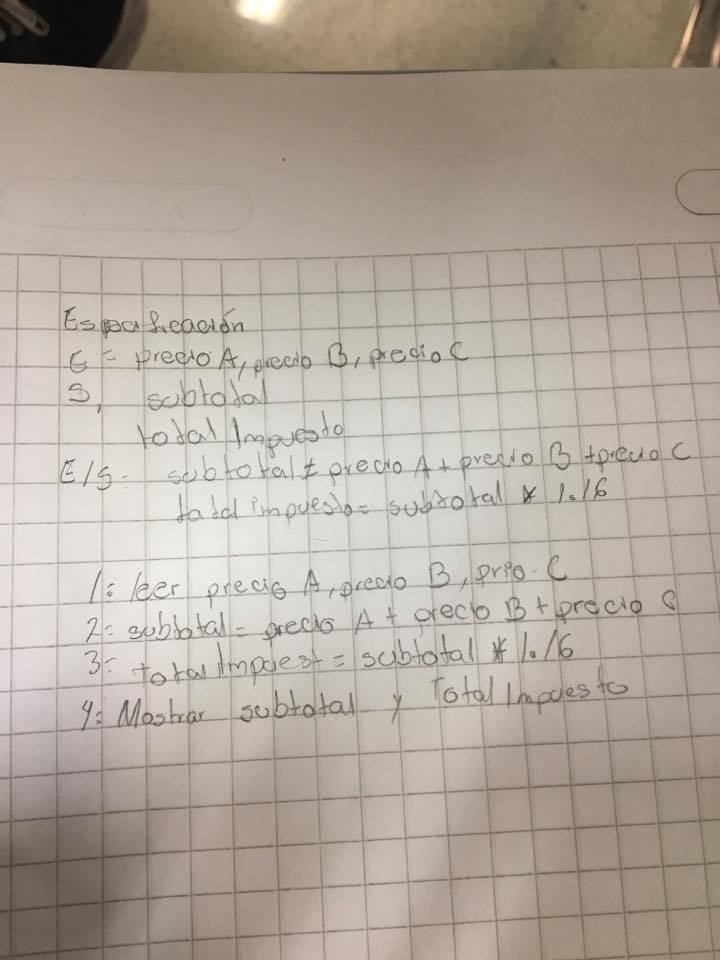 Especificación
E = precio A, precio B, precio C
S, subtotal
total Impuesto
E/S: subtotal = precio A + precio B + precio C
total impuesto = subtotal * 1.16
1: leer precio A, precio B, prio C
2: subtotal = precio A + precio B + precio C
3: total Impuest = subtotal * 1.16
4: Mostrar subtotal y Total Impuesto